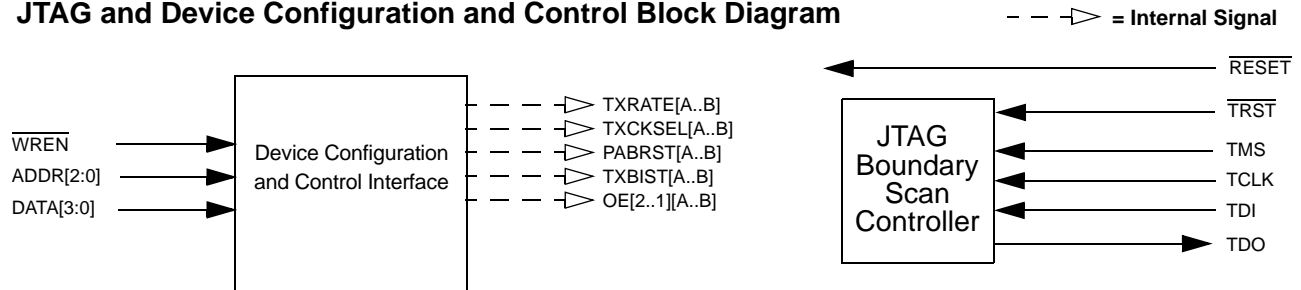 JTAG and Device Configuration and Control Block Diagram
= Internal Signal
WREN
ADDR[2:0]
DATA[3:0]
Device Configuration
and Control Interface
TXRATE[A..B]
TXCKSEL[A..B]
PABRST[A..B]
TXBIST[A..B]
OE[2..1][A..B]
JTAG
Boundary
Scan
Controller
RESET
TRST
TMS
TCLK
TDI
TDO